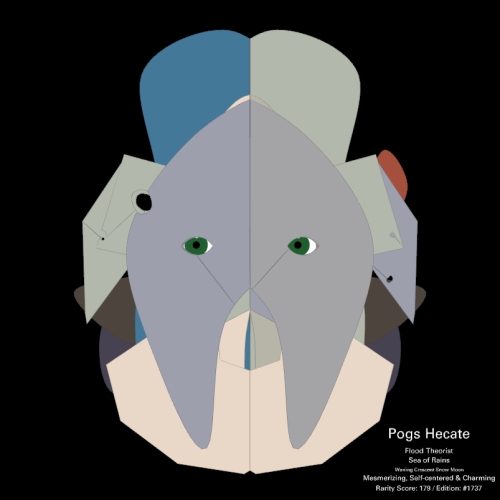 Pogs Hecate
Flood Theorist
Sea of Rains
Waning Crescent Snow Moon
Mesmerizing, Self-centered & Charming
Rarity Score: 179 / Edition: #1737